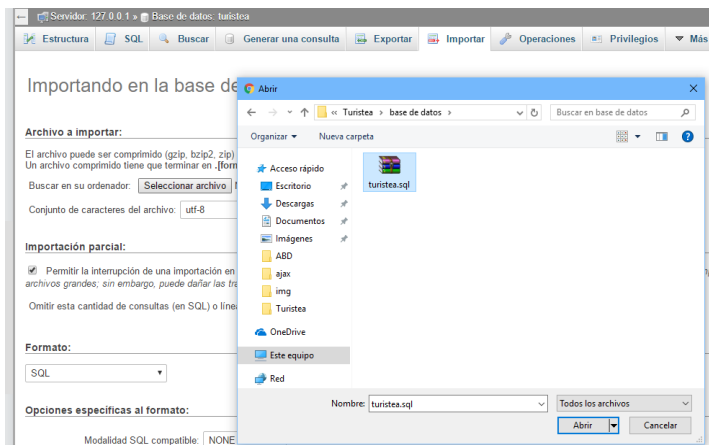 Servidor: 127.0.0.1 » Base de datos: turistea
Estructura SQL Buscar Generar una consulta Exportar Importar Operaciones Privilegios Más
Importando en la base de
Archivo a importar:
El archivo puede ser comprimido (gzip, bzip2, zip)
Un archivo comprimido tiene que terminar en .[form
Buscar en su ordenador: Seleccionar archivo
Conjunto de caracteres del archivo: utf-8
Importación parcial:
Permitir la interrupción de una importación en
archivos grandes; sin embargo, puede dañar las tra
Omitir esta cantidad de consultas (en SQL) o líne
Formato:
SQL
Opciones específicas al formato:
Modalidad SQL compatible: NONE
Abrir
« Turistea > base de datos >
Buscar en base de datos
Organizar Nueva carpeta
Acceso rápido
Escritorio
Descargas
Documentos
Imágenes
ABD
ajax
img
Turistea
OneDrive
Este equipo
Red
turistea.sql
Nombre: turistea.sql
Todos los archivos
Abrir Cancelar